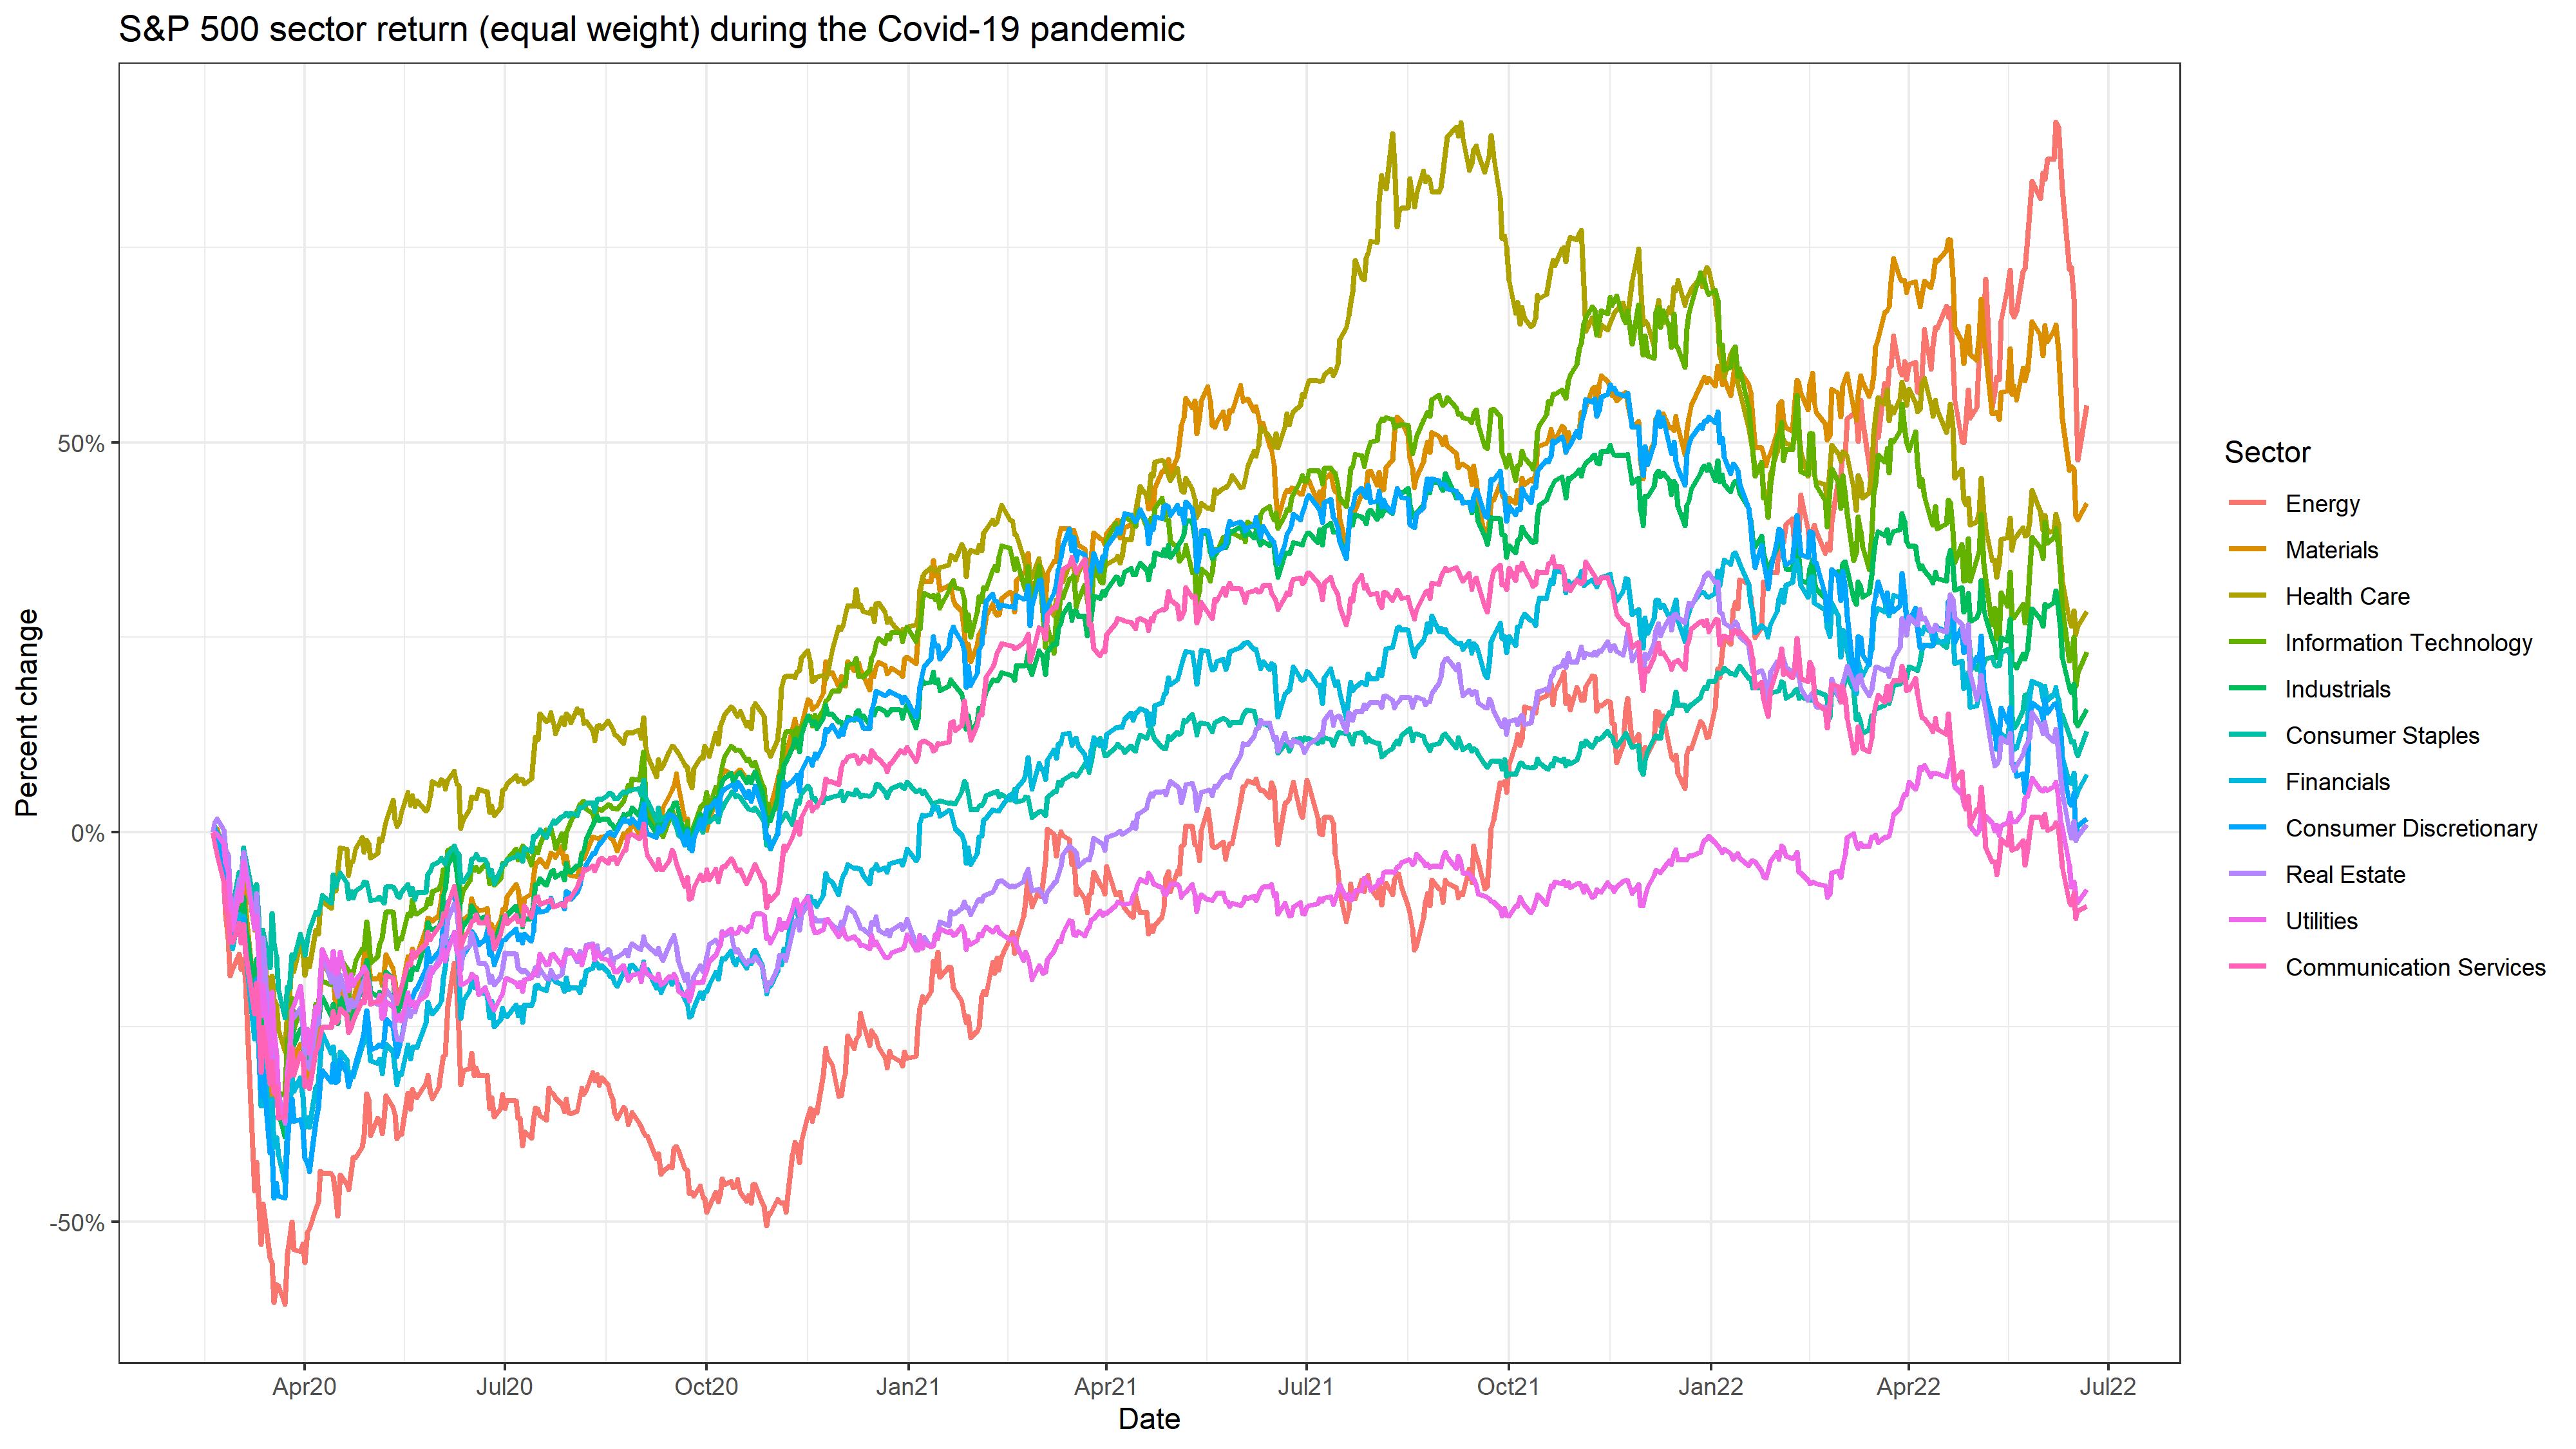 S&P 500 sector return (equal weight) during the Covid-19 pandemic
Percent change
50%
0%
-50%
Apr20
Jul20
Oct20
Jan21
Apr21
Jul21
Oct21
Jan22
Apr22
Jul22
Date
Sector
Energy
Materials
Health Care
Information Technology
Industrials
Consumer Staples
Financials
Consumer Discretionary
Real Estate
Utilities
Communication Services